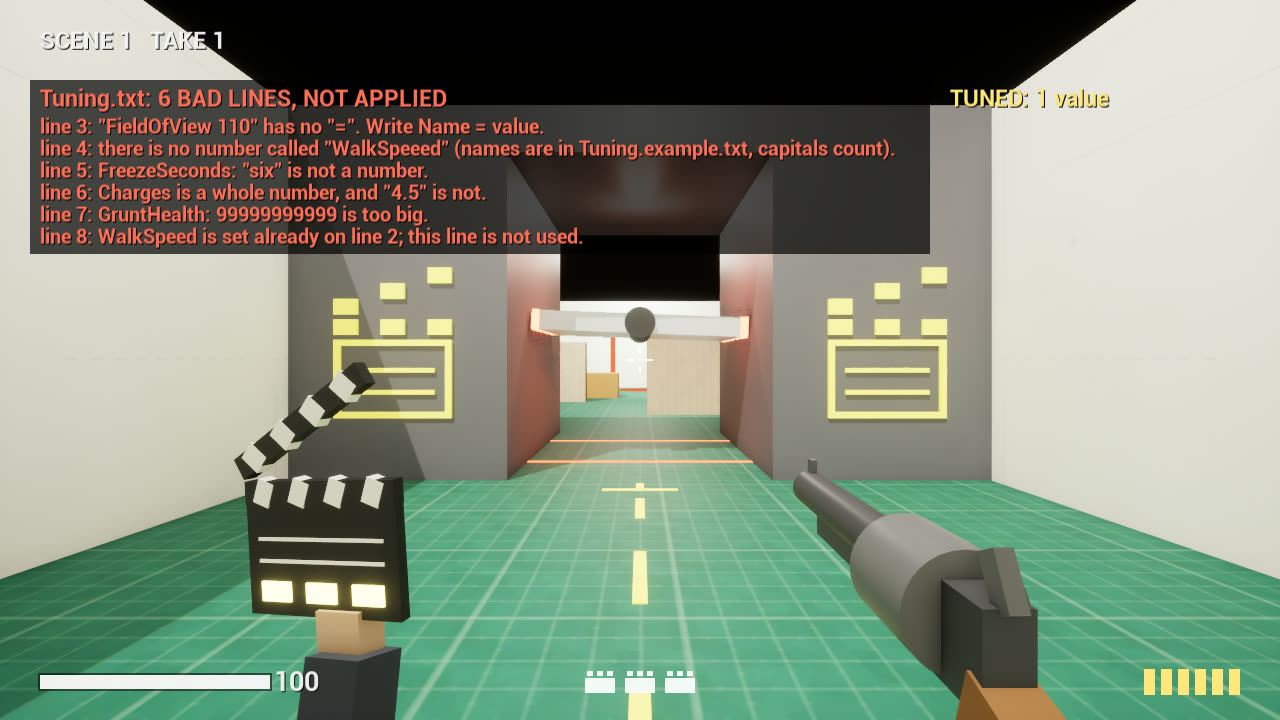 SCENE 1 TAKE 1
Tuning.txt: 6 BAD LINES, NOT APPLIED
TUNED: 1 value
line 3: "FieldOfView 110" has no "=". Write Name = value.
line 4: there is no number called "WalkSpeeed" (names are in Tuning.example.txt, capitals count).
line 5: FreezeSeconds: "six" is not a number.
line 6: Charges is a whole number, and "4.5" is not.
line 7: GruntHealth: 99999999999 is too big.
line 8: WalkSpeed is set already on line 2; this line is not used.
100